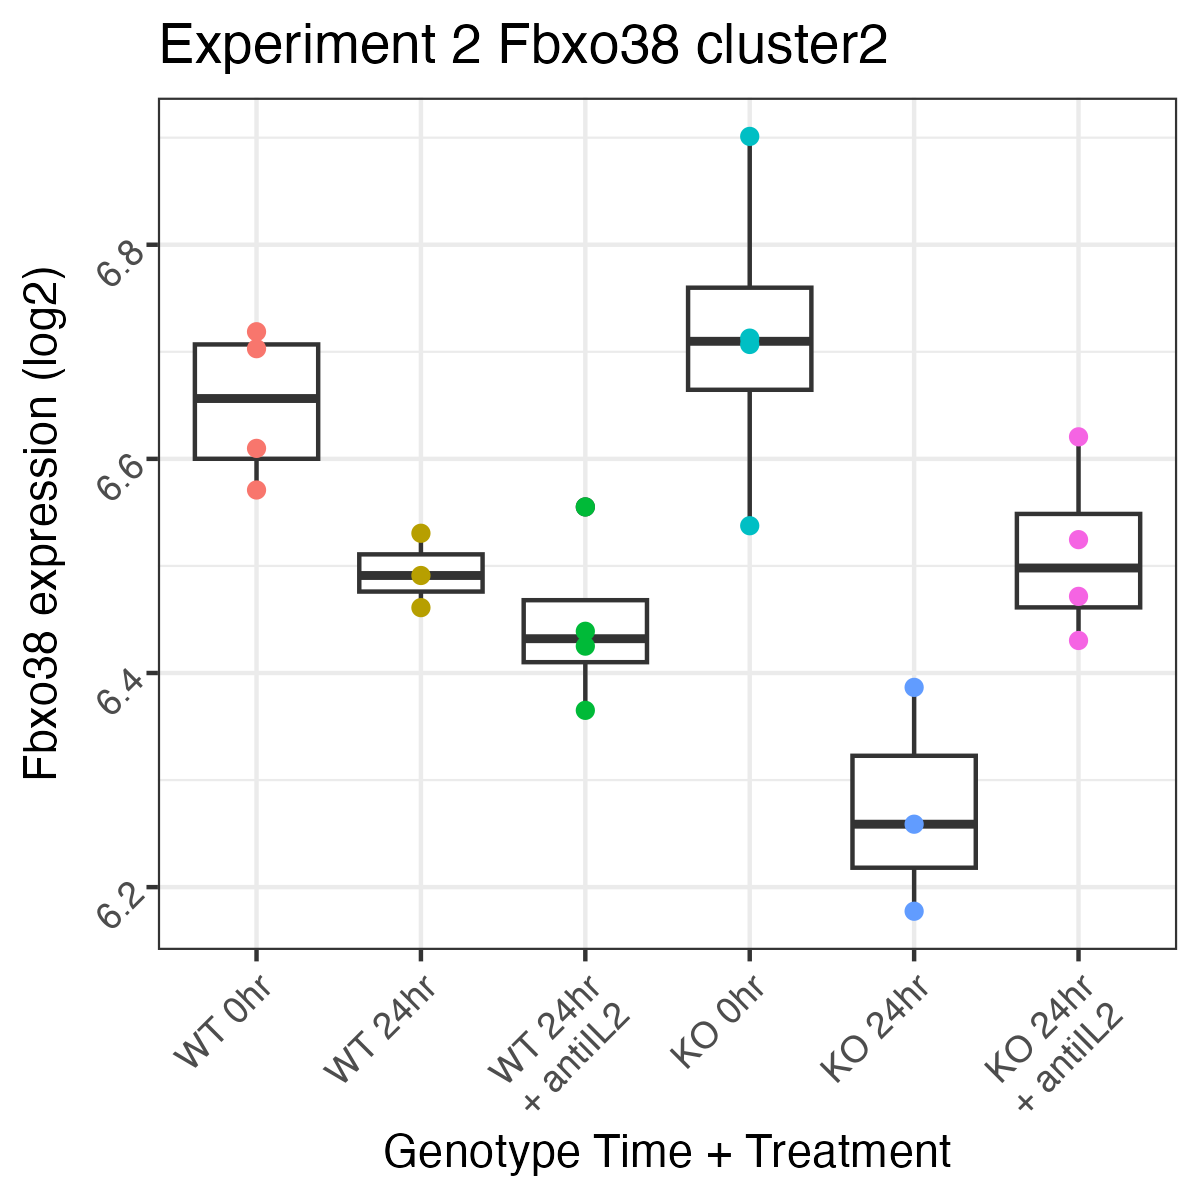 Experiment 2 Fbxo38 cluster2
Fbxo38 expression (log2)
6.8
6.6
6.4
6.2
WT 0hr
WT 24hr
WT 24hr
+ antiIL2
KO 0hr
KO 24hr
KO 24hr
+ antiIL2
Genotype Time + Treatment